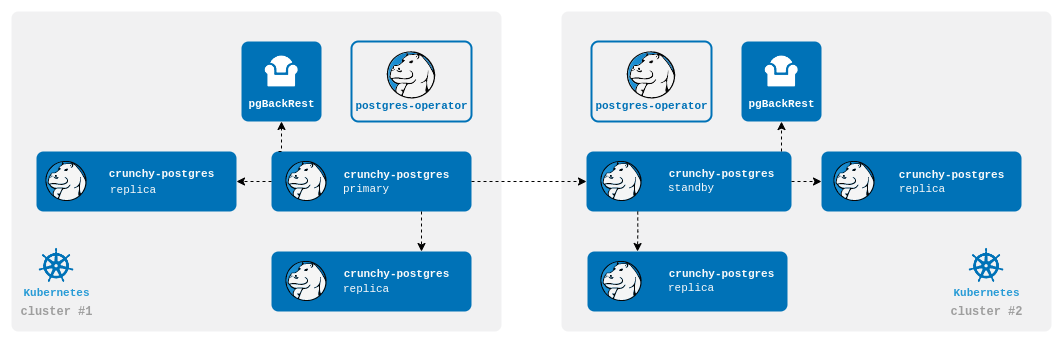 pgBackRest
postgres-operator
crunchy-postgres
replica
crunchy-postgres
primary
crunchy-postgres
replica
Kubernetes
cluster #1
postgres-operator
pgBackRest
crunchy-postgres
standby
crunchy-postgres
replica
crunchy-postgres
replica
Kubernetes
cluster #2